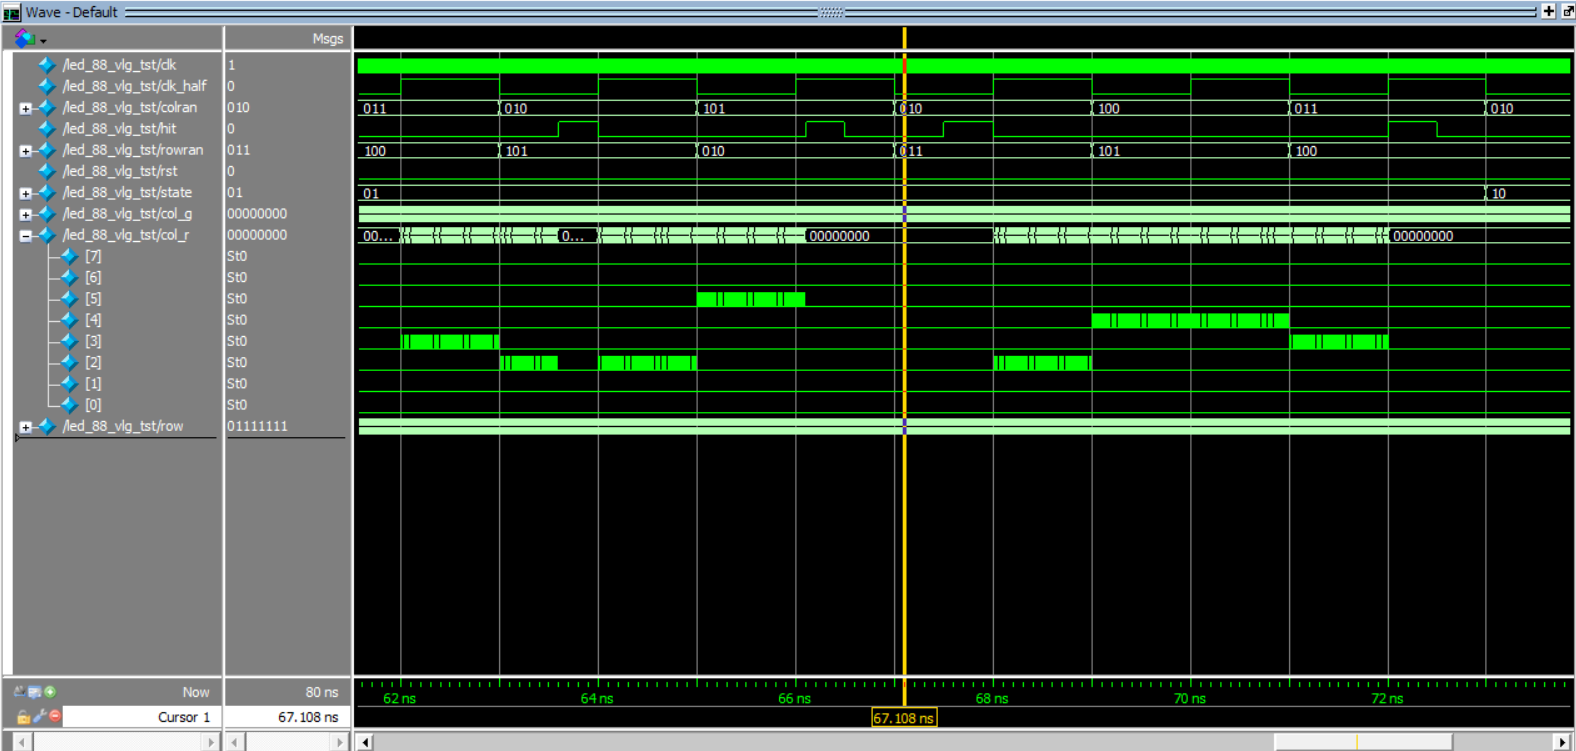 Wave - Default
Msgs
/led_88_vlg_tst/clk 1
/led_88_vlg_tst/clk_half 0
/led_88_vlg_tst/colran 010 011 010 101 010 100 011 010
/led_88_vlg_tst/hit 0
/led_88_vlg_tst/rowran 011 100 101 010 011 101 100
/led_88_vlg_tst/rst 0
/led_88_vlg_tst/state 01 01 10
/led_88_vlg_tst/col_g 00000000
/led_88_vlg_tst/col_r 00000000 00... 0... 00000000 00000000
[7] St0
[6] St0
[5] St0
[4] St0
[3] St0
[2] St0
[1] St0
[0] St0
/led_88_vlg_tst/row 01111111
Now 80 ns 62 ns 64 ns 66 ns 68 ns 70 ns 72 ns
Cursor 1 67.108 ns 67.108 ns